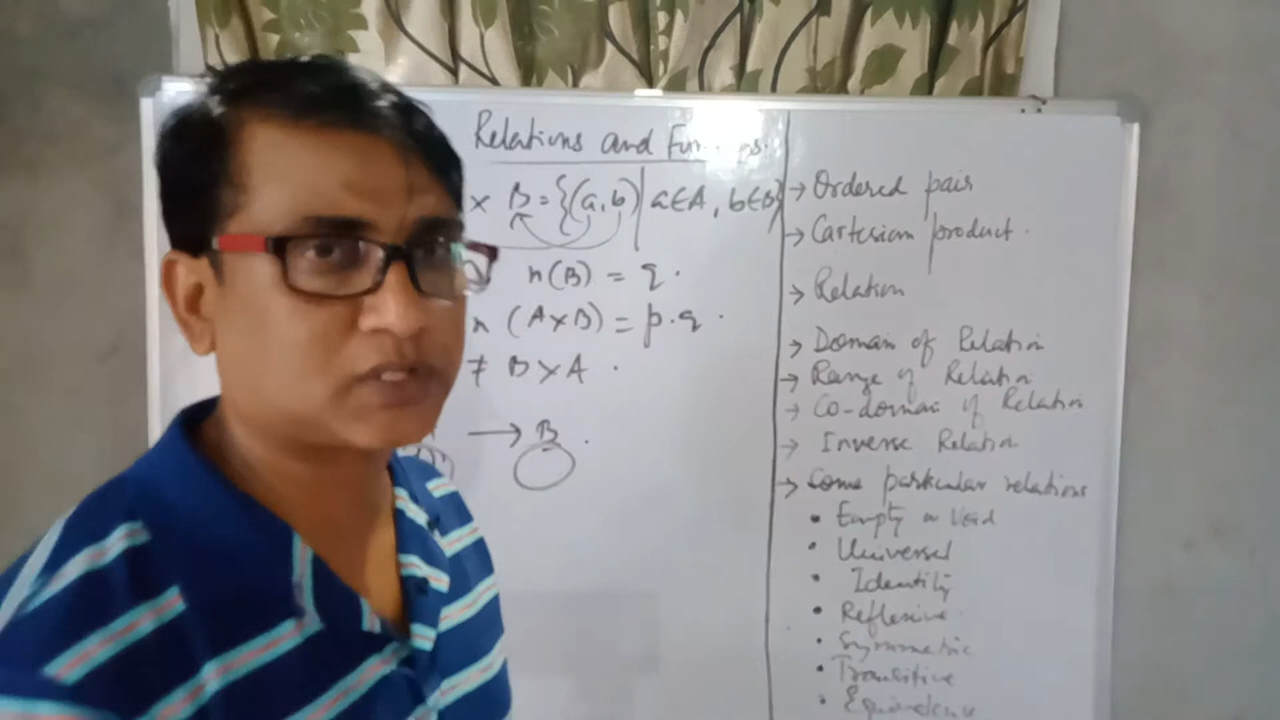 Relations and Fun
× B = {(a,b) | a∈A, b∈B}
n(B) = q.
n (A×B) = p.q.
≠ B×A .
→ B .
→ Ordered pair
→ Cartesian product.
→ Relation
→ Domain of Relation
→ Range of Relation
→ Co-domain of Relation
→ Inverse Relation
→ Some particular relations
• Empty or Void
• Universal
• Identity
• Reflexive
• Symmetric
• Transitive
• Equivalence